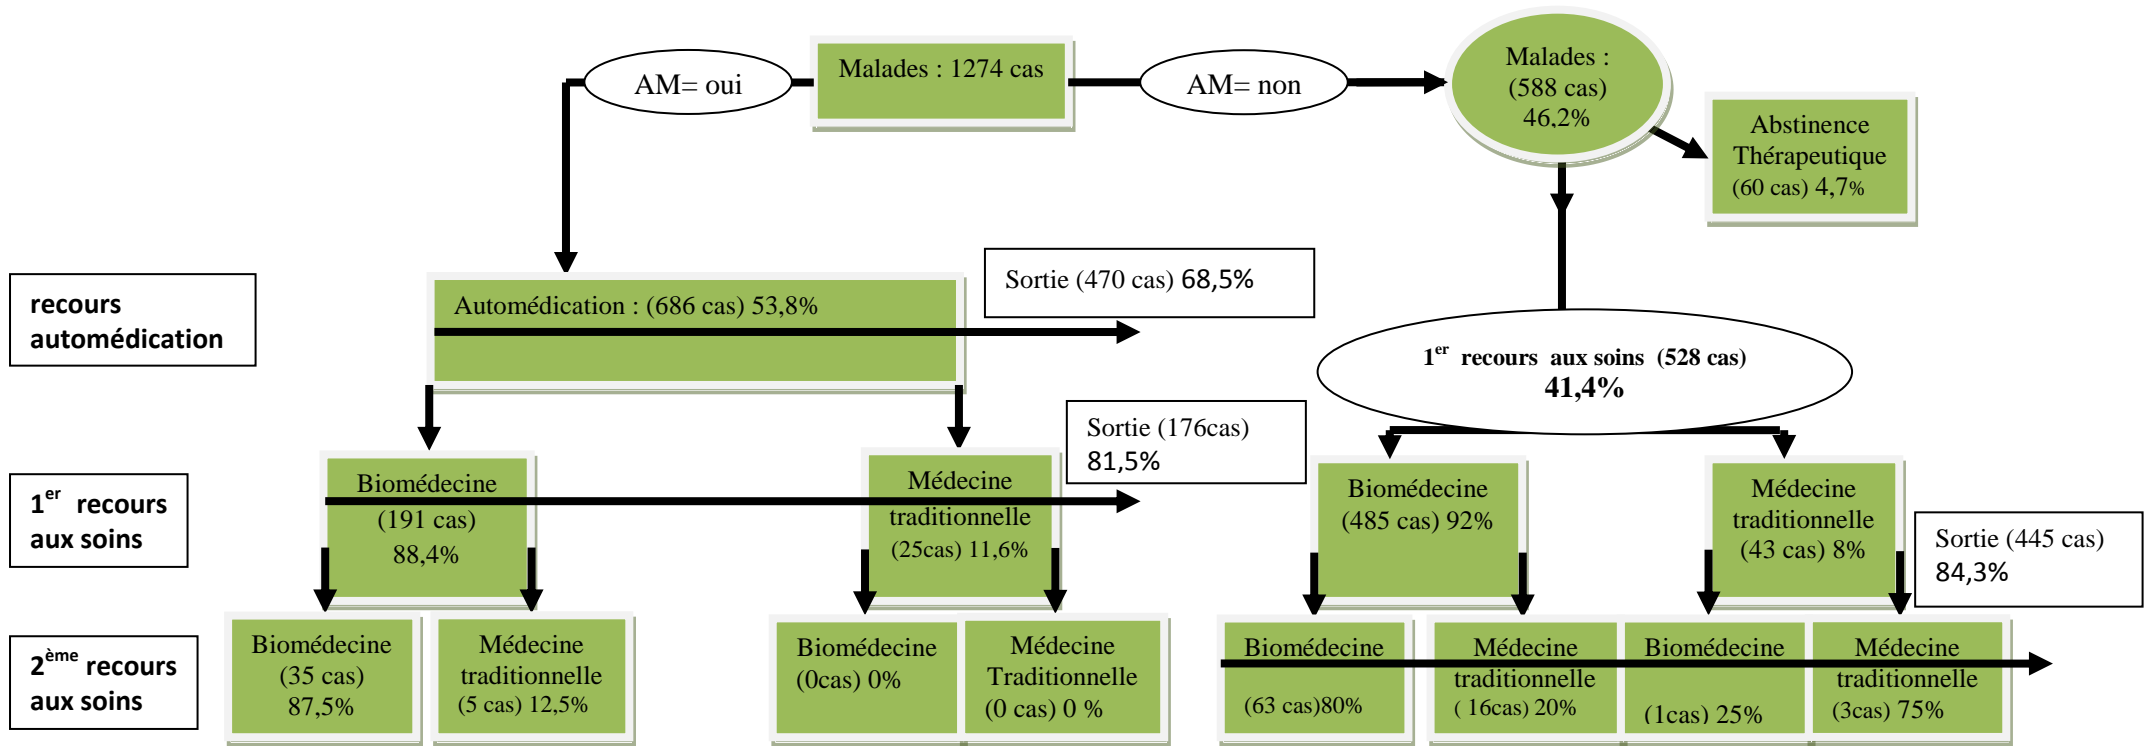 AM= oui
Malades : 1274 cas
AM= non
Malades :
(588 cas)
46,2%
Abstinence
Thérapeutique
(60 cas) 4,7%
recours
automédication
Automédication : (686 cas) 53,8%
Sortie (470 cas) 68,5%
1er recours aux soins (528 cas)
41,4%
Sortie (176cas)
81,5%
1er recours
aux soins
Biomédecine
(191 cas)
88,4%
Médecine
traditionnelle
(25cas) 11,6%
Biomédecine
(485 cas) 92%
Médecine
traditionnelle
(43 cas) 8%
Sortie (445 cas)
84,3%
2ème recours
aux soins
Biomédecine
(35 cas)
87,5%
Médecine
traditionnelle
(5 cas) 12,5%
Biomédecine
(0cas) 0%
Médecine
Traditionnelle
(0 cas) 0 %
Biomédecine
(63 cas)80%
Médecine
traditionnelle
( 16cas) 20%
Biomédecine
(1cas) 25%
Médecine
traditionnelle
(3cas) 75%